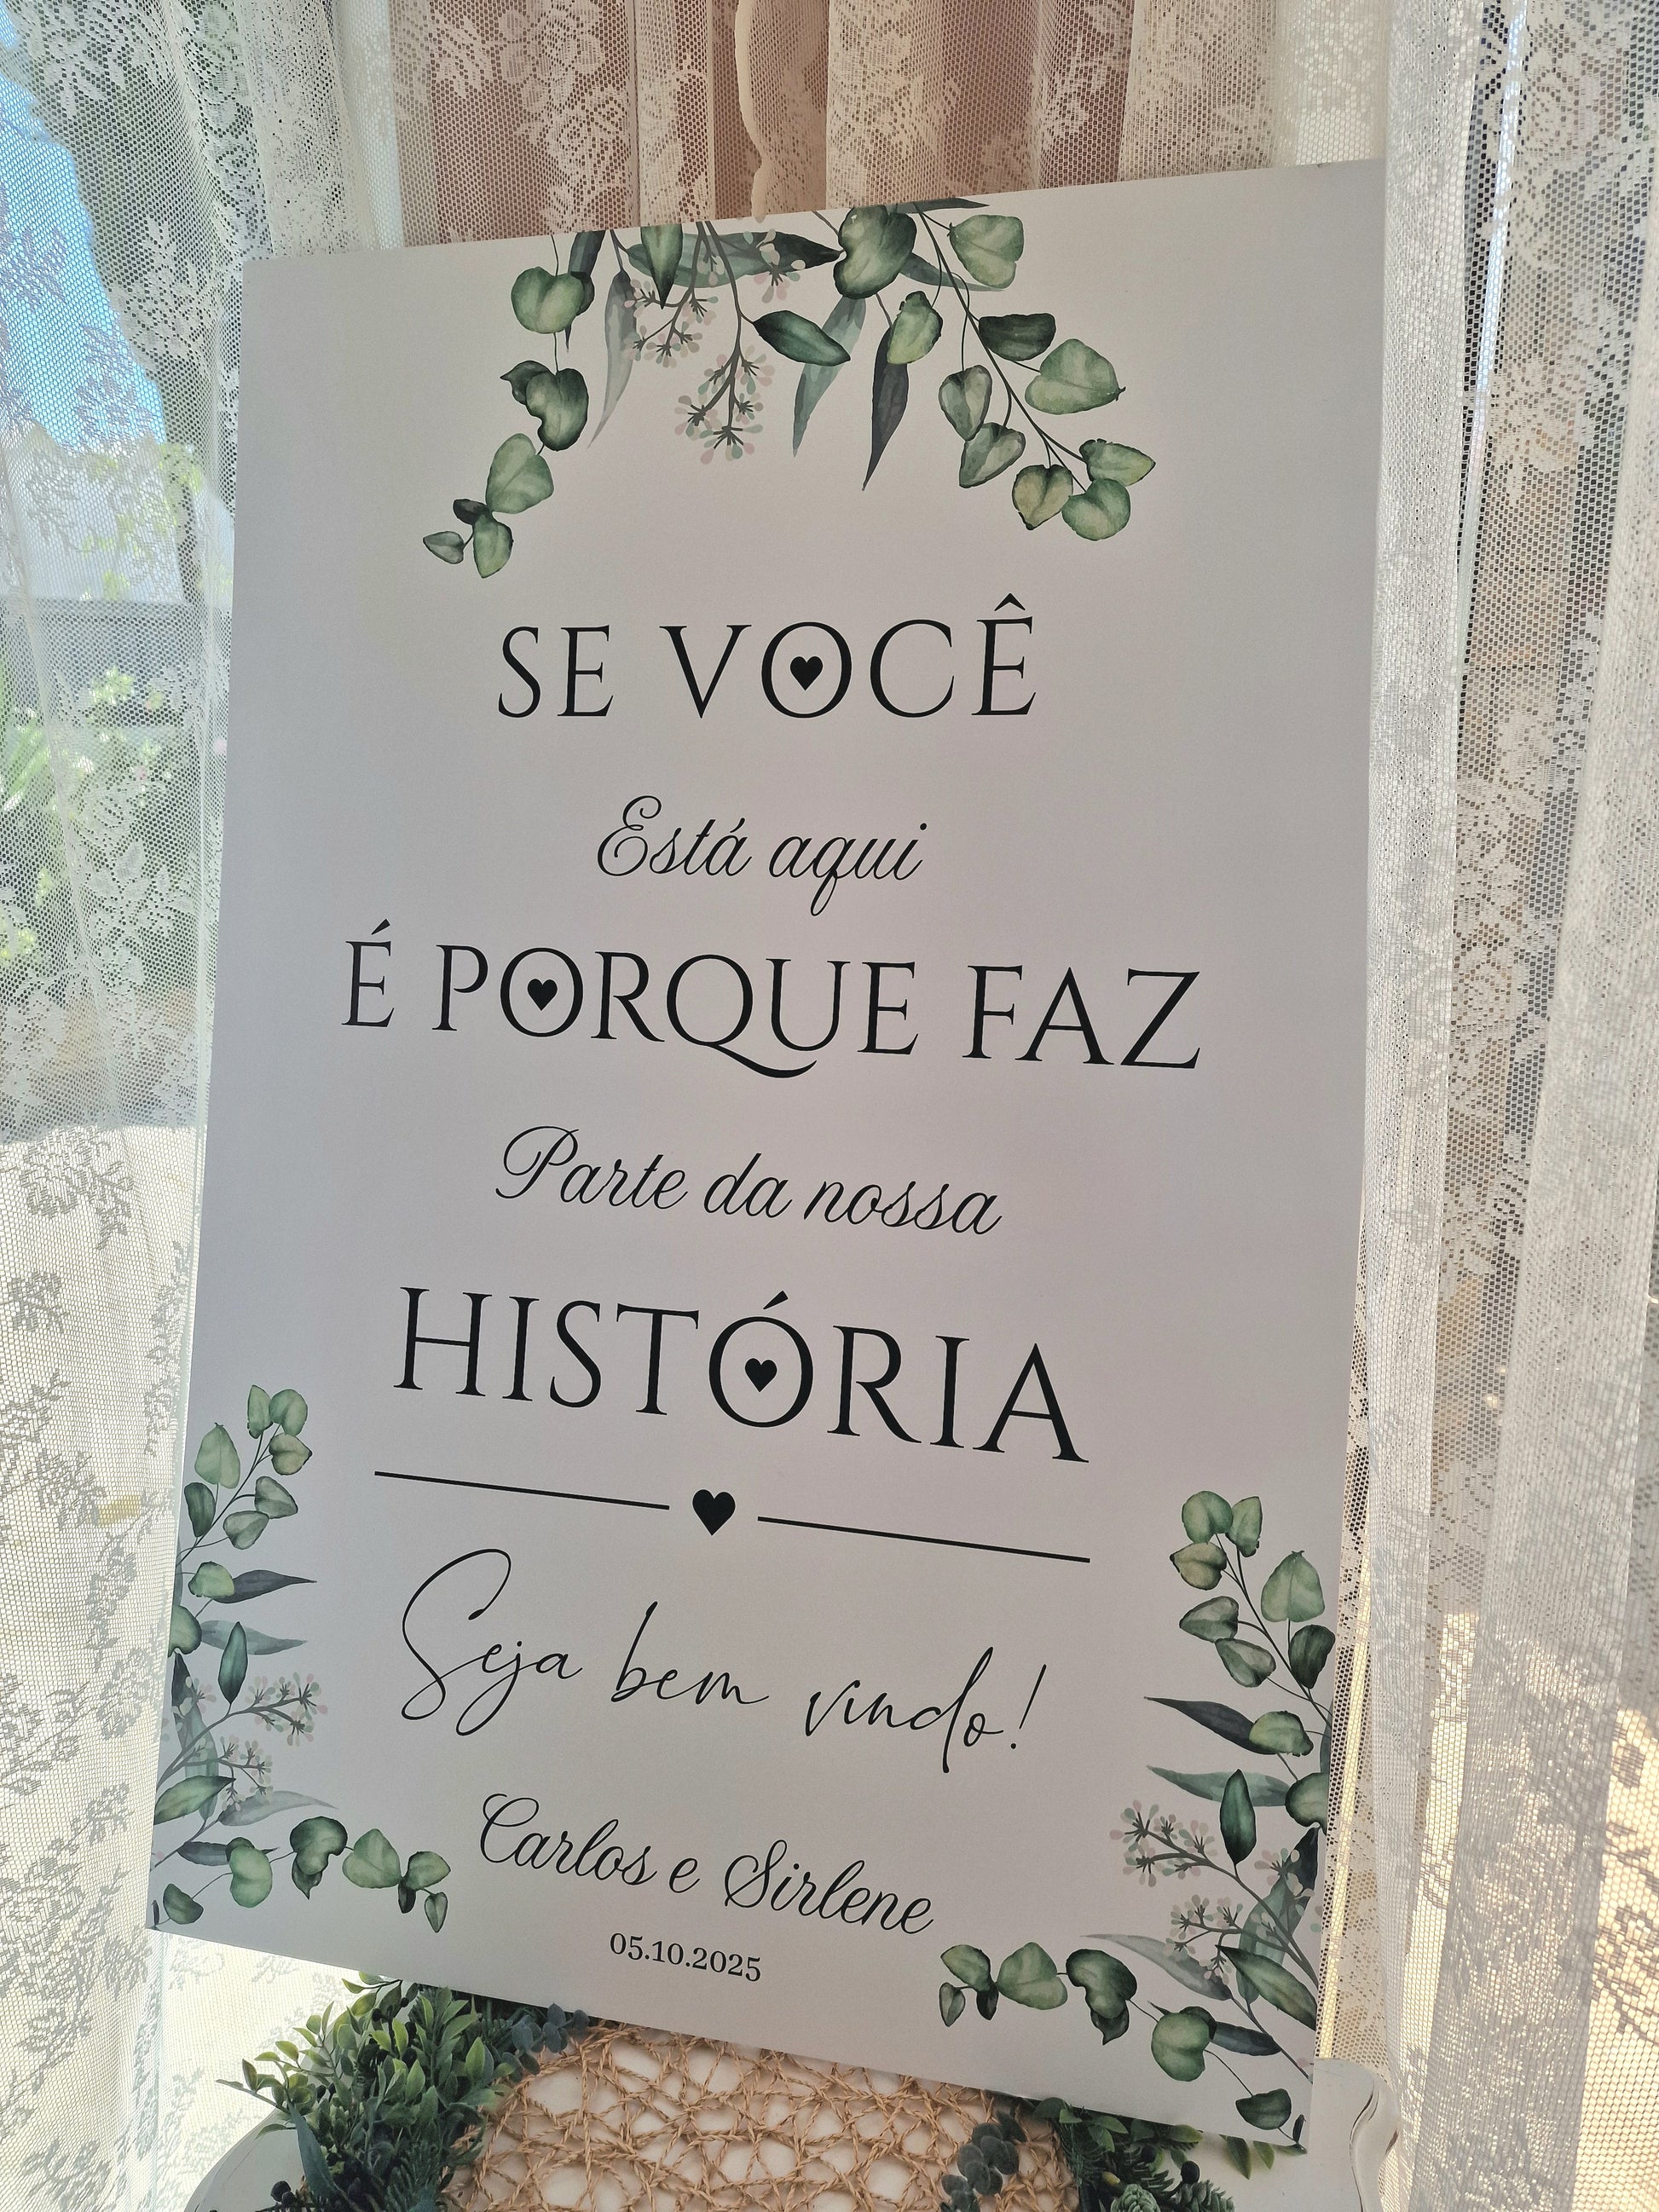 SE VOCÊ
Está aqui
É PORQUE FAZ
Parte da nossa
HISTÓRIA
Seja bem vindo!
Carlos e Sirlene
05.10.2025